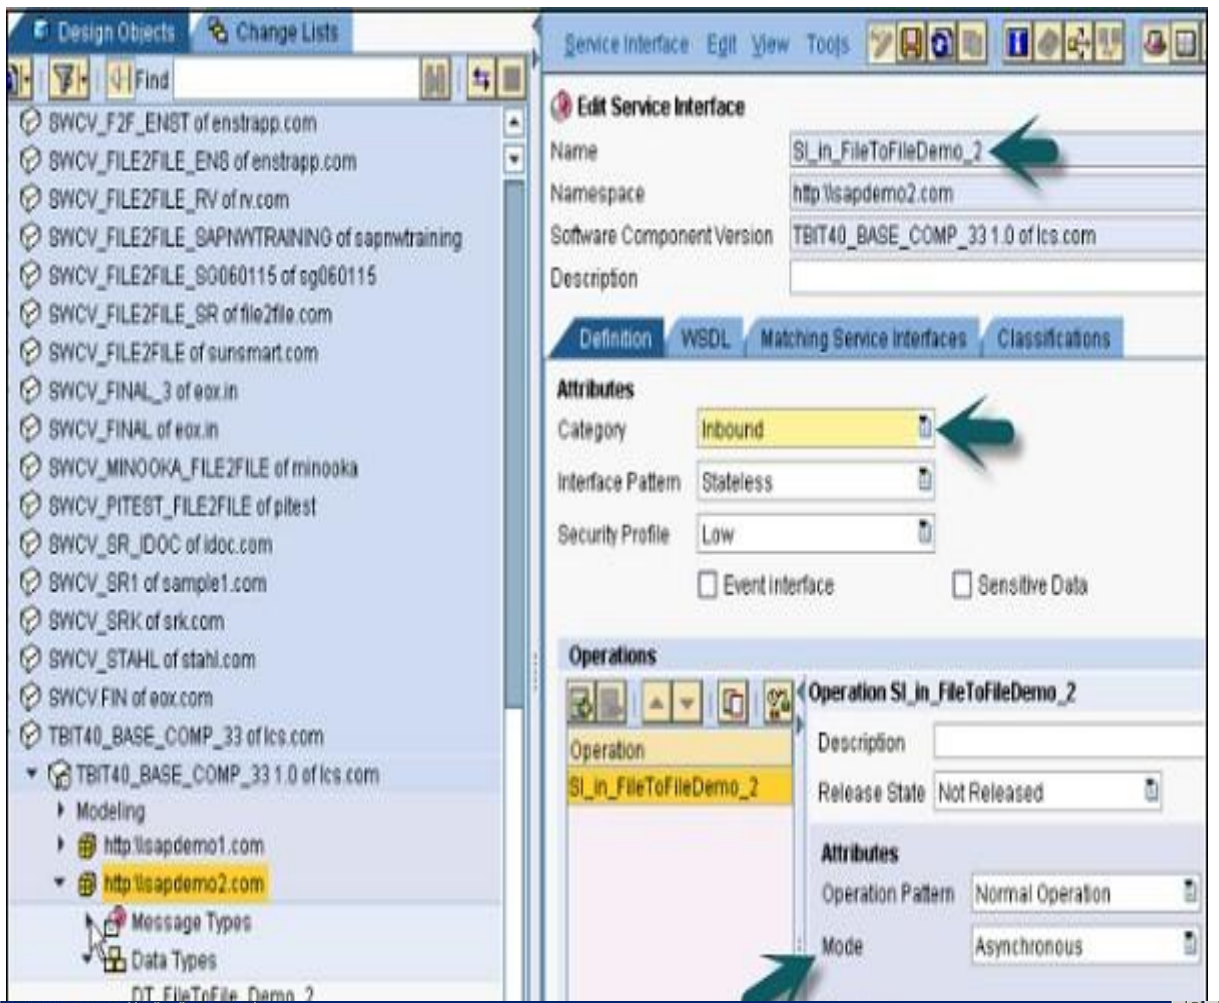 Design Objects
Change Lists
Find
SWCV_F2F_ENST of enstrapp.com
SWCV_FILE2FILE_ENS of enstrapp.com
SWCV_FILE2FILE_RV of rv.com
SWCV_FILE2FILE_SAPNWTRAINING of sapnwtraining
SWCV_FILE2FILE_SG060115 of sg060115
SWCV_FILE2FILE_SR of file2file.com
SWCV_FILE2FILE of sunsmart.com
SWCV_FINAL_3 of eox.in
SWCV_FINAL of eox.in
SWCV_MINOOKA_FILE2FILE of minooka
SWCV_PITEST_FILE2FILE of pitest
SWCV_SR_IDOC of idoc.com
SWCV_SR1 of sample1.com
SWCV_SRK of srk.com
SWCV_STAHL of stahl.com
SWCV FIN of eox.com
TBIT40_BASE_COMP_33 of lcs.com
TBIT40_BASE_COMP_33 1.0 of lcs.com
Modeling
http:\\sapdemo1.com
http:\\sapdemo2.com
Message Types
Data Types
DT_FileToFile_Demo_2
Service Interface Edit View Tools
Edit Service Interface
Name SI_in_FileToFileDemo_2
Namespace http:\\sapdemo2.com
Software Component Version TBIT40_BASE_COMP_33 1.0 of lcs.com
Description
Definition WSDL Matching Service Interfaces Classifications
Attributes
Category Inbound
Interface Pattern Stateless
Security Profile Low
Event interface Sensitive Data
Operations
Operation
SI_in_FileToFileDemo_2
Operation SI_in_FileToFileDemo_2
Description
Release State Not Released
Attributes
Operation Pattern Normal Operation
Mode Asynchronous